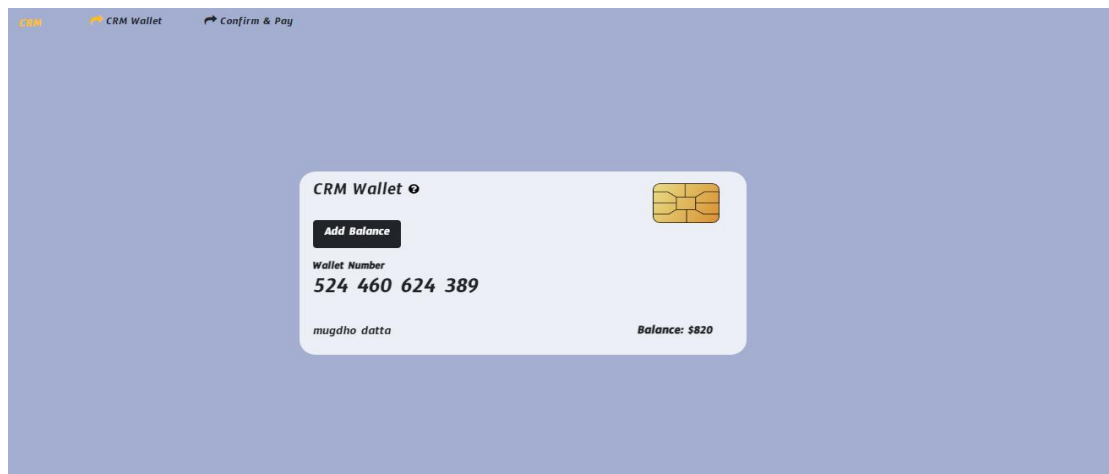 CRM CRM Wallet Confirm & Pay
CRM Wallet
Add Balance
Wallet Number
524 460 624 389
mugdho datta Balance: $820